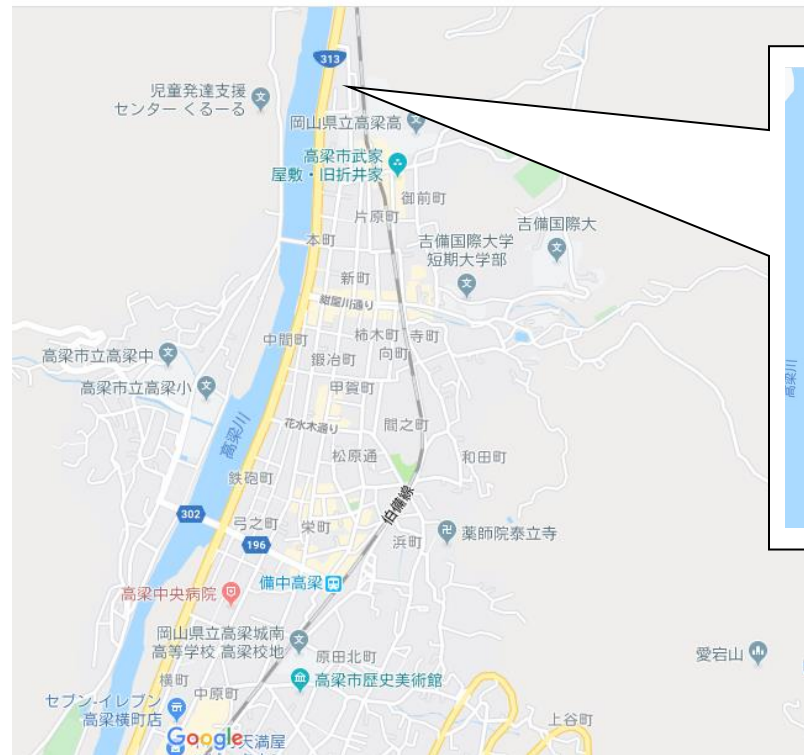 313
児童発達支援
センター くるーる
岡山県立高梁高
高梁市武家
屋敷・旧折井家
御前町
片原町
吉備国際大
本町
吉備国際大学
短期大学部
新町
紺屋川通り
柿木町
寺町
中間町
向町
高梁市立高梁中
鍛冶町
高梁市立高梁小
甲賀町
高梁川
高梁川
花水木通り
間之町
松原通
和田町
鉄砲町
伯備線
302
弓之町
栄町
薬師院泰立寺
196
浜町
備中高梁
高梁中央病院
岡山県立高梁城南
高等学校 高梁校地
原田北町
愛宕山
横町
高梁市歴史美術館
セブン-イレブン
高梁横町店
中原町
上谷町
Google
天満屋